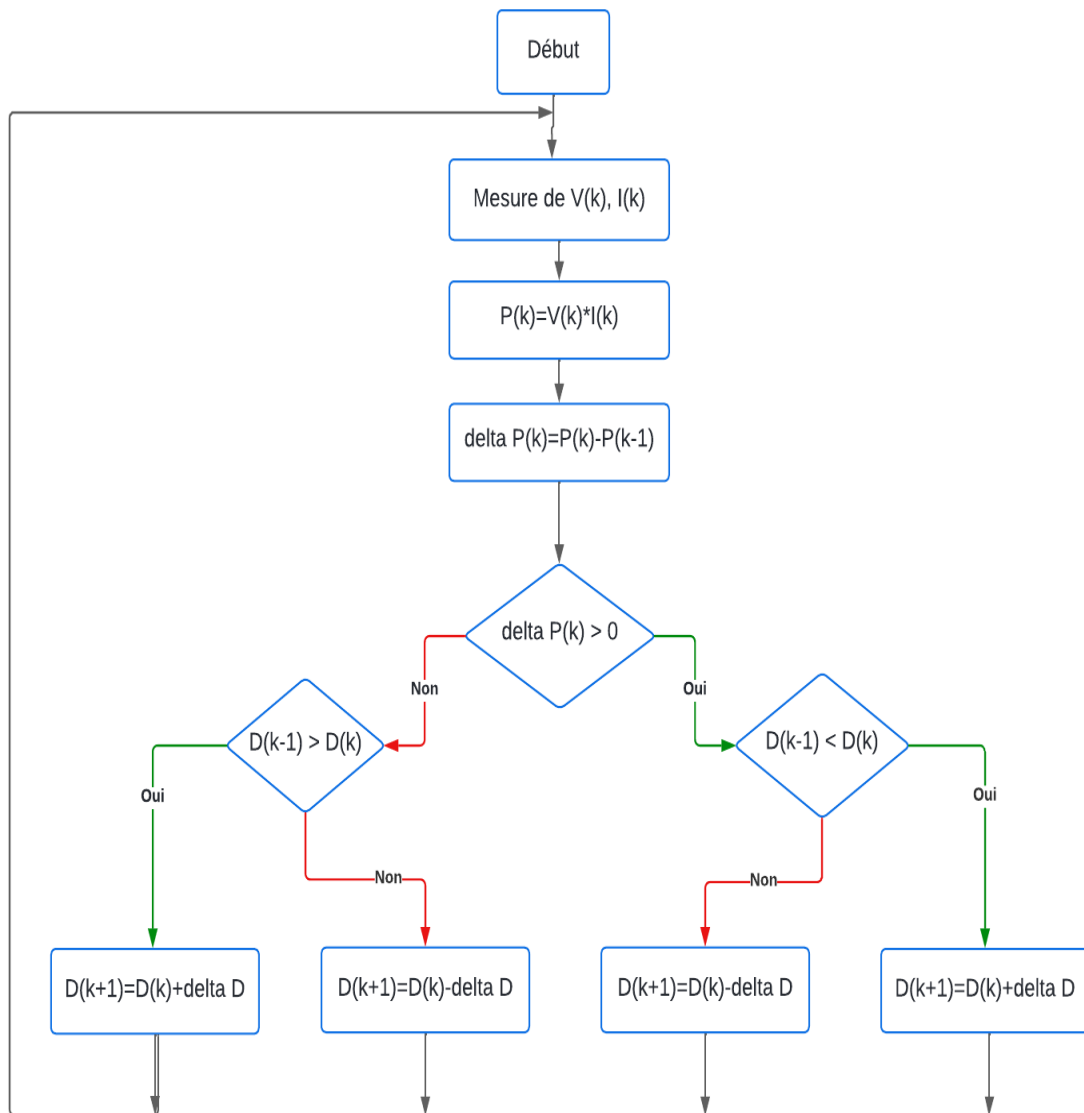 Début
Mesure de V(k), I(k)
P(k)=V(k)*I(k)
delta P(k)=P(k)-P(k-1)
delta P(k) > 0
Non
Oui
D(k-1) > D(k)
D(k-1) < D(k)
Oui
Oui
Non
Non
D(k+1)=D(k)+delta D
D(k+1)=D(k)-delta D
D(k+1)=D(k)-delta D
D(k+1)=D(k)+delta D